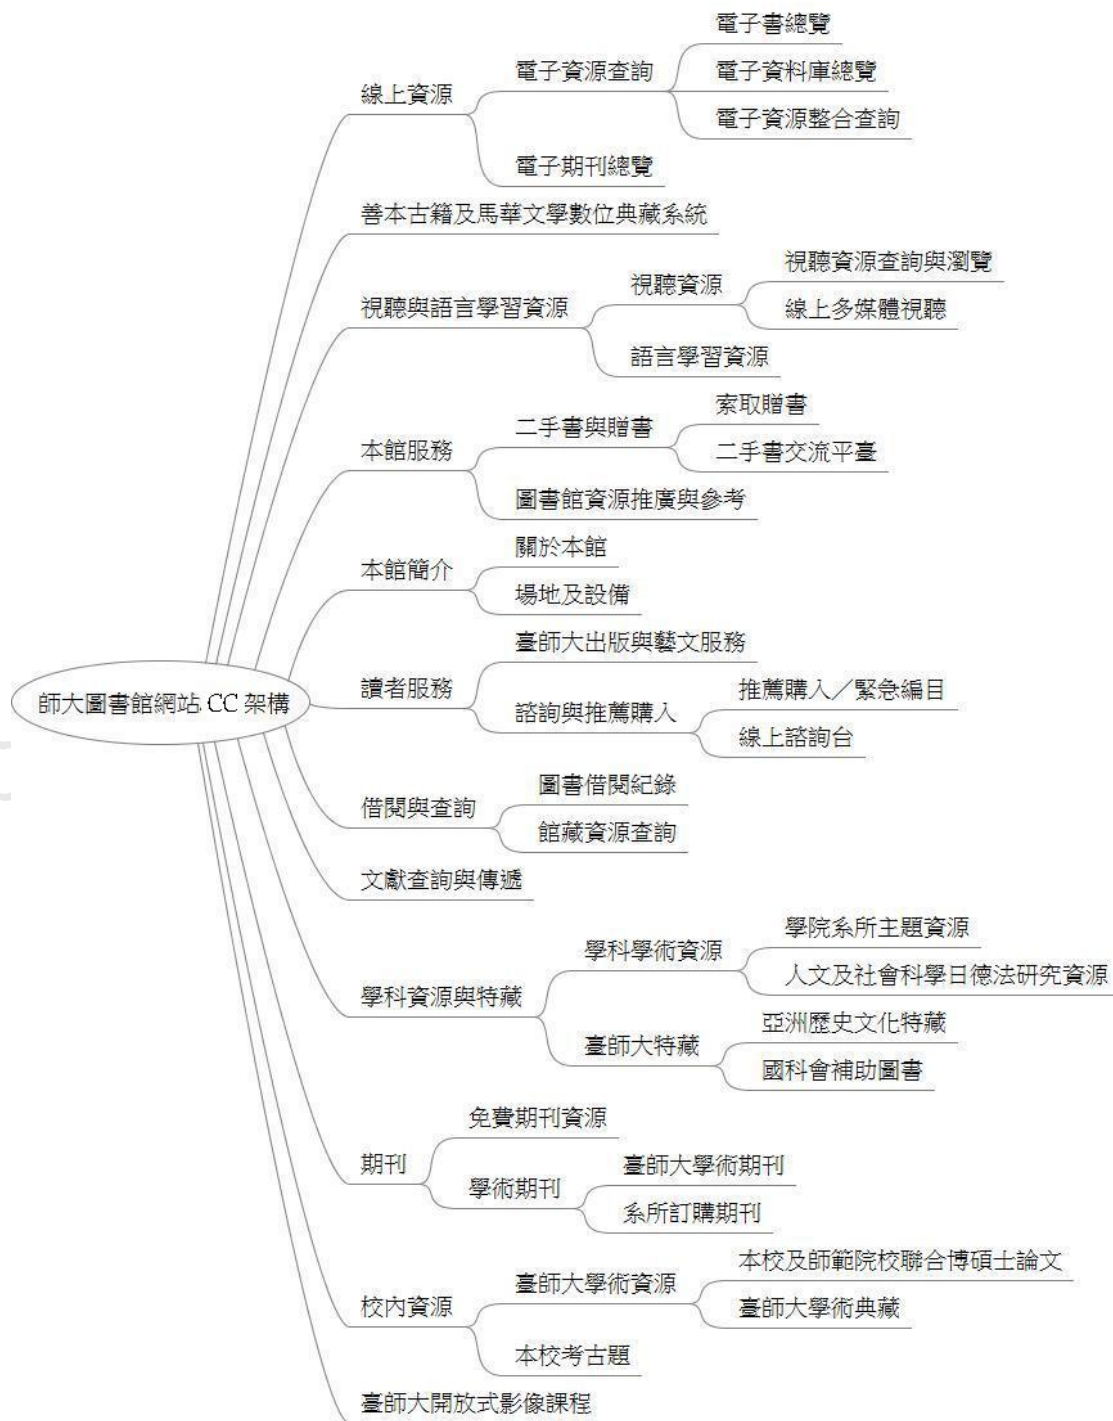 電子書總覽
電子資源查詢
電子資料庫總覽
線上資源
電子資源整合查詢
電子期刊總覽
善本古籍及馬華文學數位典藏系統
視聽資源查詢與瀏覽
視聽資源
視聽與語言學習資源
線上多媒體視聽
語言學習資源
索取贈書
二手書與贈書
本館服務
二手書交流平臺
圖書館資源推廣與參考
關於本館
本館簡介
場地及設備
臺師大出版與藝文服務
讀者服務
推薦購入／緊急編目
師大圖書館網站 CC 架構
諮詢與推薦購入
線上諮詢台
圖書借閱紀錄
借閱與查詢
館藏資源查詢
文獻查詢與傳遞
學院系所主題資源
學科學術資源
人文及社會科學日德法研究資源
學科資源與特藏
亞洲歷史文化特藏
臺師大特藏
國科會補助圖書
免費期刊資源
期刊
臺師大學術期刊
學術期刊
系所訂購期刊
本校及師範院校聯合博碩士論文
臺師大學術資源
校內資源
臺師大學術典藏
本校考古題
臺師大開放式影像課程